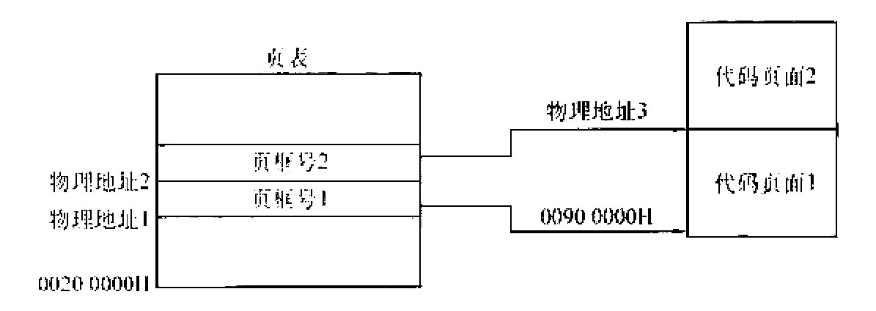 页表
代码页面2
物理地址3
页框号2
物理地址2
代码页面1
页框号1
物理地址1
0090 0000H
0020 0000H